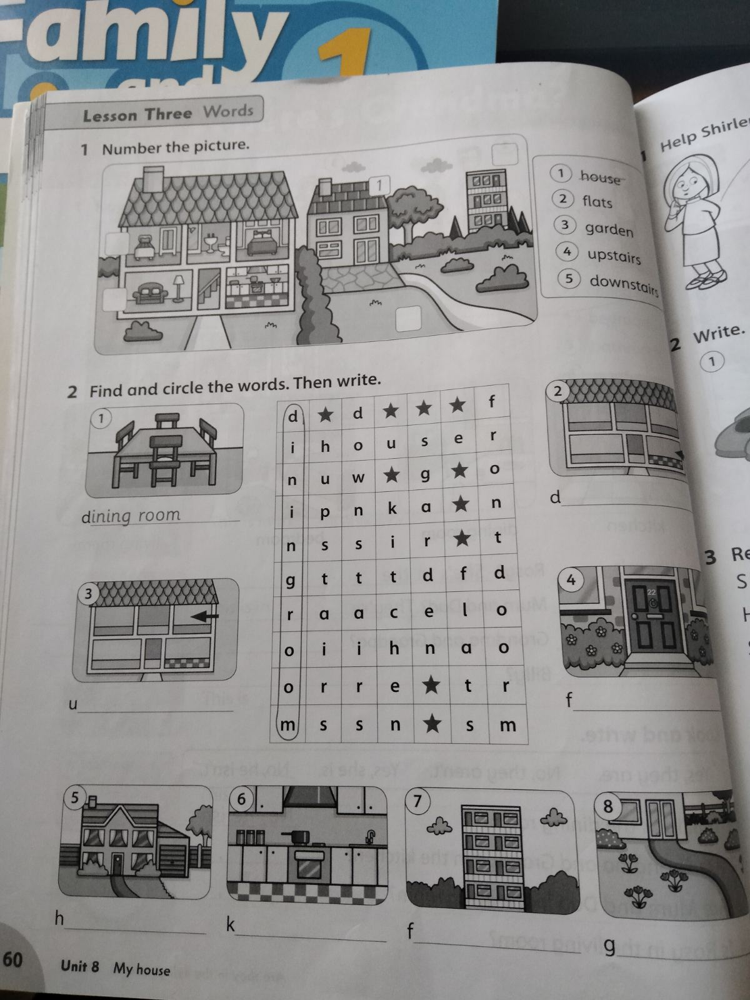 Family
and
1
Lesson Three Words
1 Number the picture.
1
1 house
2 flats
3 garden
4 upstairs
5 downstairs
2 Find and circle the words. Then write.
1
dining room
d ★ d ★ ★ ★ f
i h o u s e r
n u w ★ g ★ o
i p n k a ★ n
n s s i r ★ t
g t t t d f d
r a a c e l o
o i i h n a o
o r r e ★ t r
m s s n ★ s m
2
d
3
u
4
22
f
5
h
6
k
7
f
8
g
60 Unit 8 My house
1 Help Shirle
2 Write.
1
3 Re
S
H